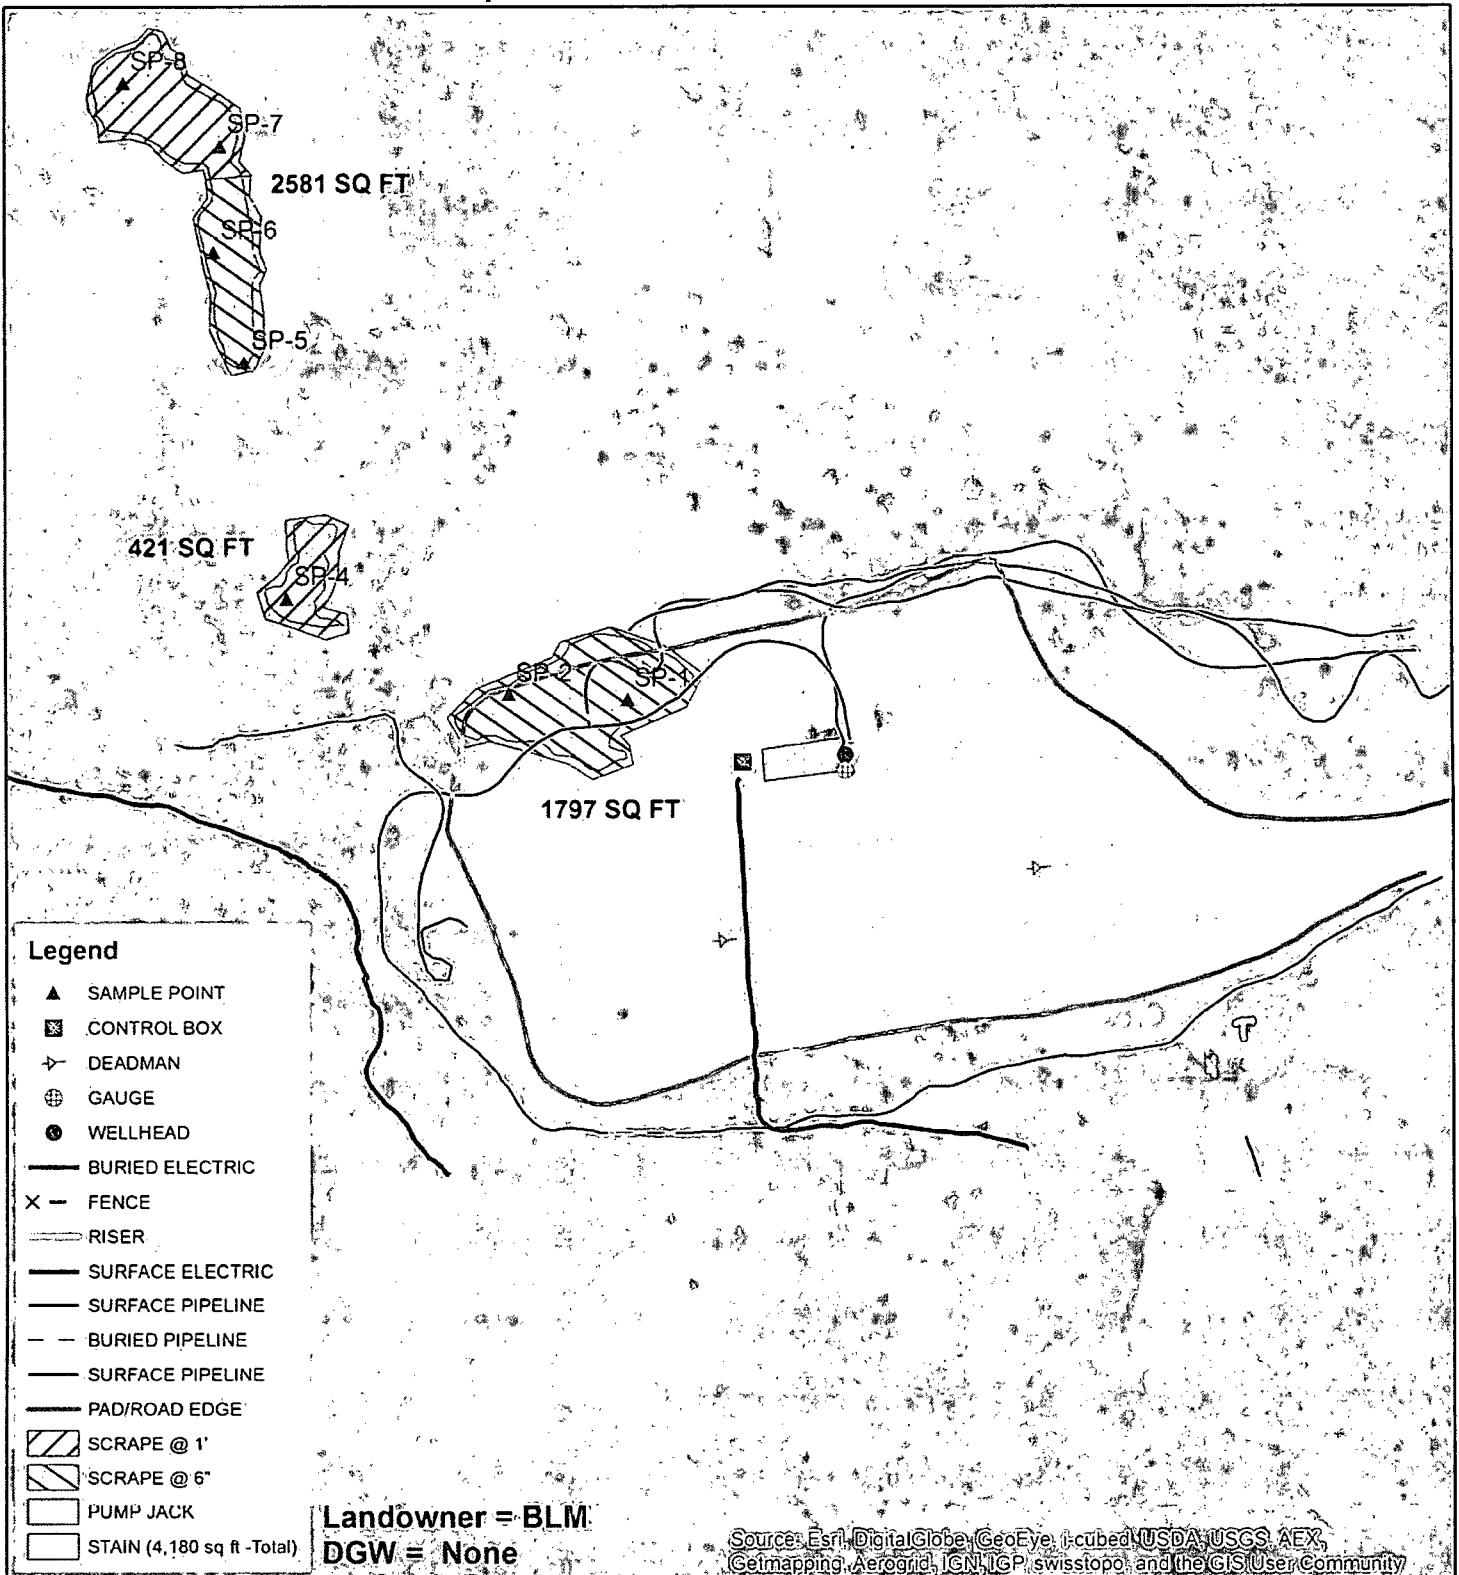 SP-8
SP-7
2581 SQ FT
SP-6
SP-5
421 SQ FT
SP-4
SP-2
SP-1
1797 SQ FT
Legend
SAMPLE POINT
CONTROL BOX
DEADMAN
GAUGE
WELLHEAD
BURIED ELECTRIC
FENCE
RISER
SURFACE ELECTRIC
SURFACE PIPELINE
BURIED PIPELINE
SURFACE PIPELINE
PAD/ROAD EDGE
SCRAPE @ 1'
SCRAPE @ 6"
PUMP JACK
STAIN (4,180 sq ft -Total)
Landowner = BLM
DGW = None
Source: Esri, DigitalGlobe, GeoEye, i-cubed, USDA, USGS, AEX,
Getmapping, Aerogrid, IGN, IGP, swisstopo, and the GIS User Community